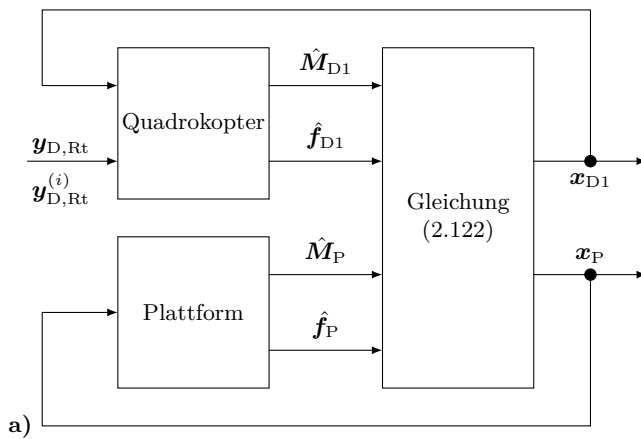 M̂_D1
Quadrokopter
y_D,Rt
f̂_D1
y_D,Rt^(i)
x_D1
Gleichung
(2.122)
M̂_P
x_P
Plattform
f̂_P
a)